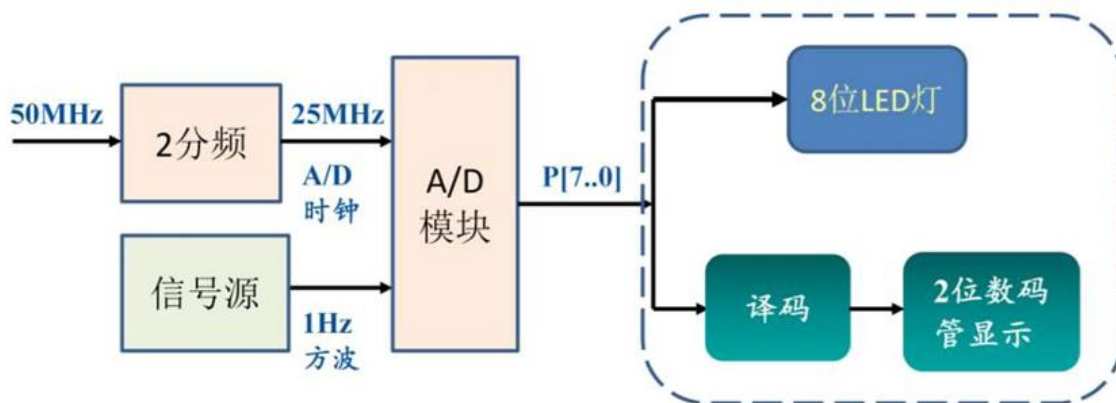 50MHz
2分频
25MHz
A/D
时钟
信号源
1Hz
方波
A/D
模块
P[7..0]
8位LED灯
译码
2位数码
管显示